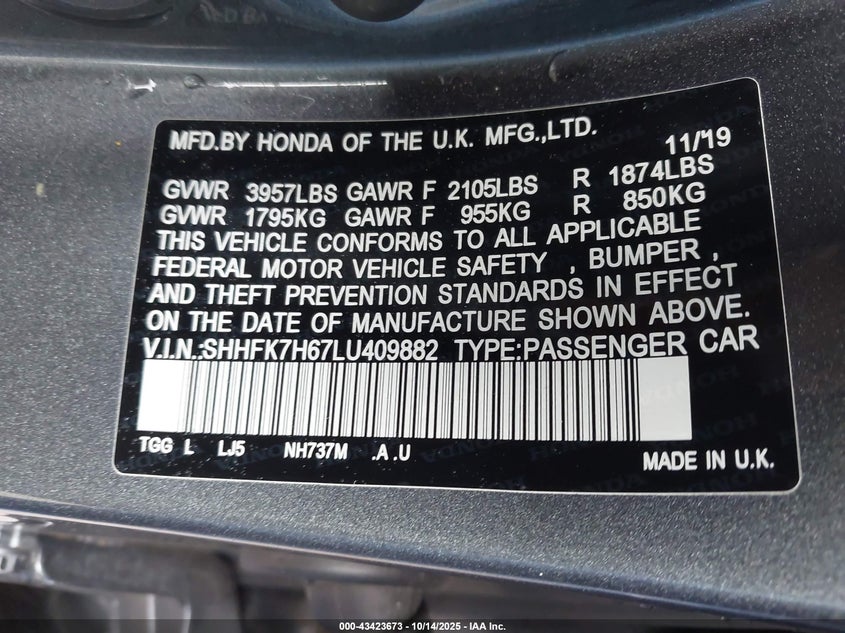 MFD.BY HONDA OF THE U.K. MFG.,LTD. 11/19
GVWR 3957LBS GAWR F 2105LBS R 1874LBS
GVWR 1795KG GAWR F 955KG R 850KG
THIS VEHICLE CONFORMS TO ALL APPLICABLE
FEDERAL MOTOR VEHICLE SAFETY , BUMPER ,
AND THEFT PREVENTION STANDARDS IN EFFECT
ON THE DATE OF MANUFACTURE SHOWN ABOVE.
V.I.N.:SHHFK7H67LU409882 TYPE:PASSENGER CAR
TGG L LJ5 NH737M .A .U
MADE IN U.K.
000-43423673 - 10/14/2025 - IAA Inc.